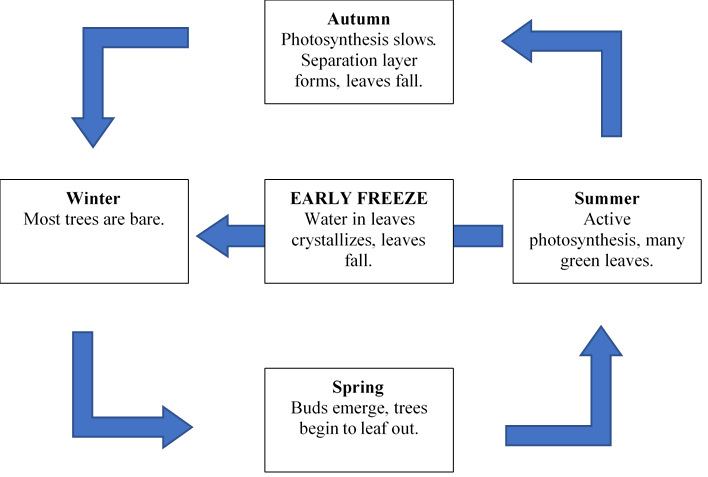 Autumn
Photosynthesis slows.
Separation layer
forms, leaves fall.
Winter
Most trees are bare.
EARLY FREEZE
Water in leaves
crystallizes, leaves
fall.
Summer
Active
photosynthesis, many
green leaves.
Spring
Buds emerge, trees
begin to leaf out.